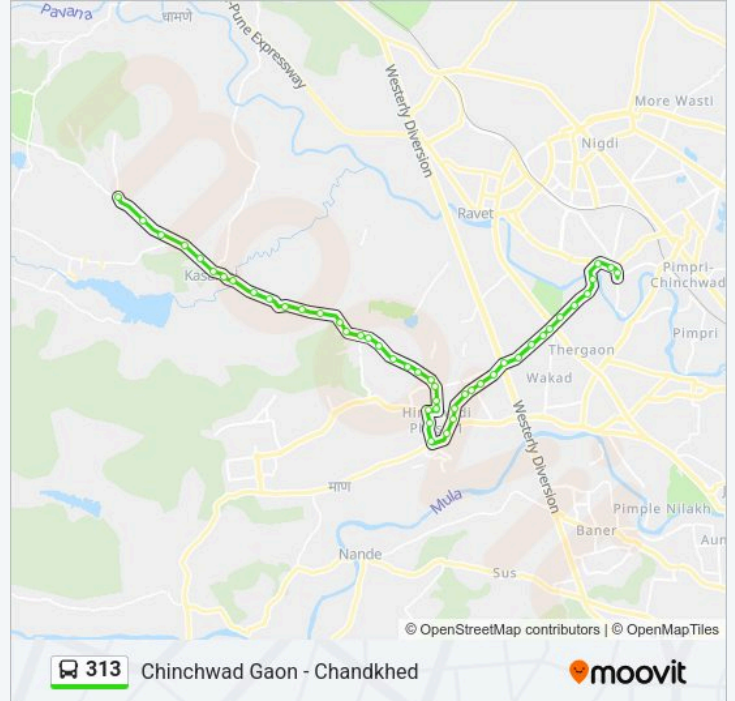 Pavana
धामणे
-Pune Expressway
Westerly Diversion
More Wasti
Nigdi
Ravet
Pimpri-
Chinchwad
Pimpri
Thergaon
Wakad
Westerly Diversion
माण
Mula
Pimple Nilakh
Baner
Aun
Nande
Sus
© OpenStreetMap contributors | © OpenMapTiles
313 Chinchwad Gaon - Chandkhed
moovit